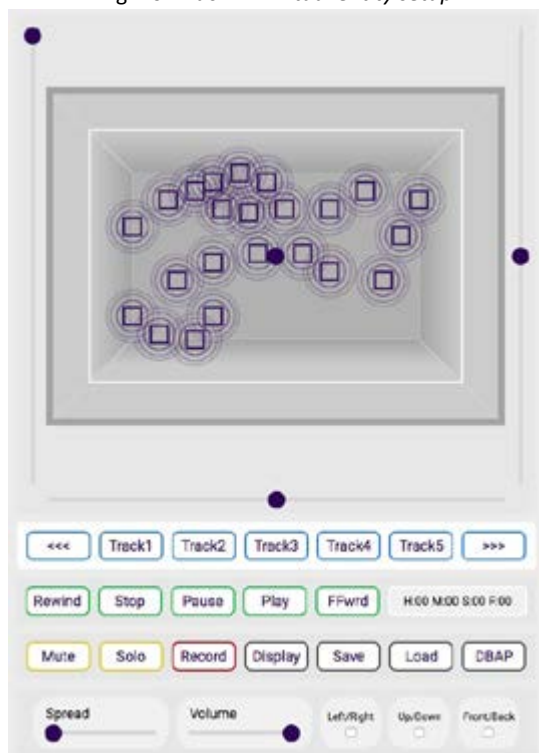 <<< Track1 Track2 Track3 Track4 Track5 >>>
Rewind Stop Pause Play FFwrd H:00 M:00 S:00 F:00
Mute Solo Record Display Save Load DBAP
Spread Volume Left/Right Up/Down Front/Back